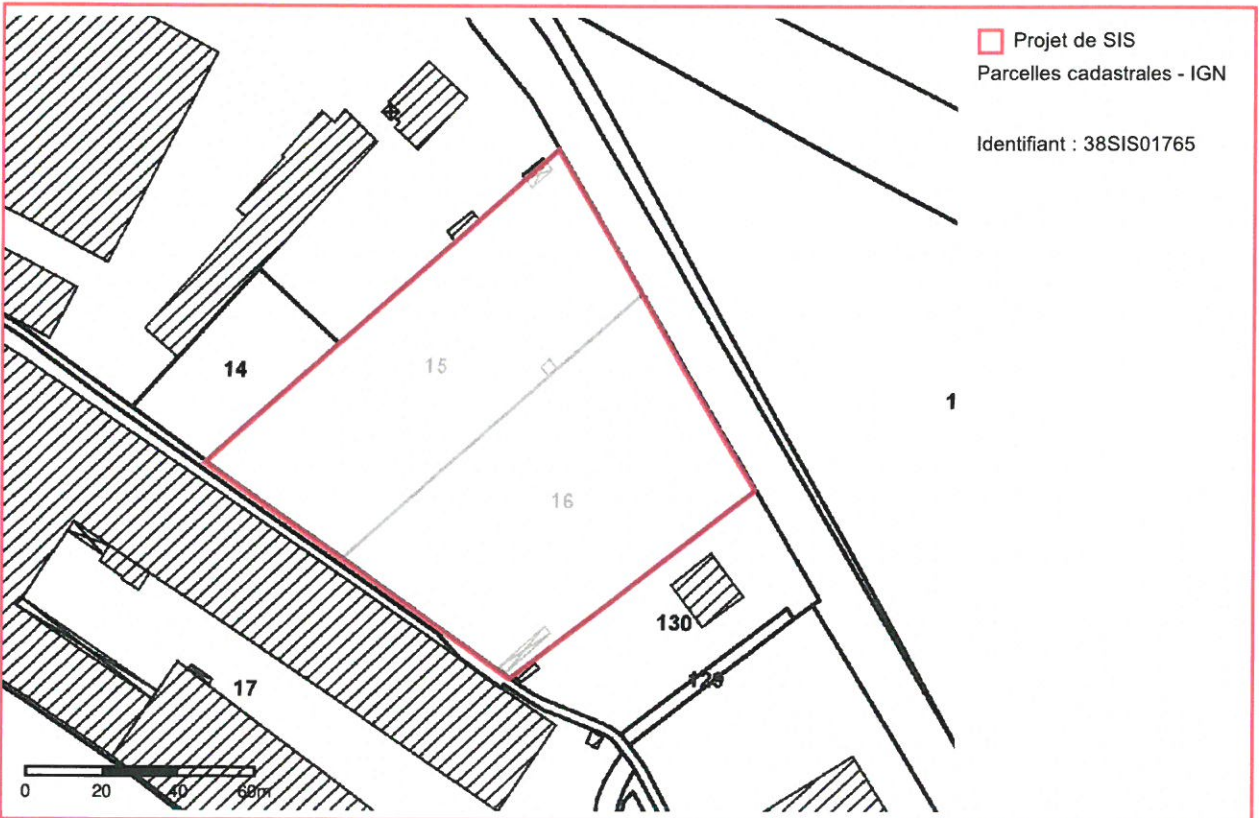 Projet de SIS
Parcelles cadastrales - IGN
Identifiant : 38SIS01765
15
14
1
16
130
17
0 20 40 60m